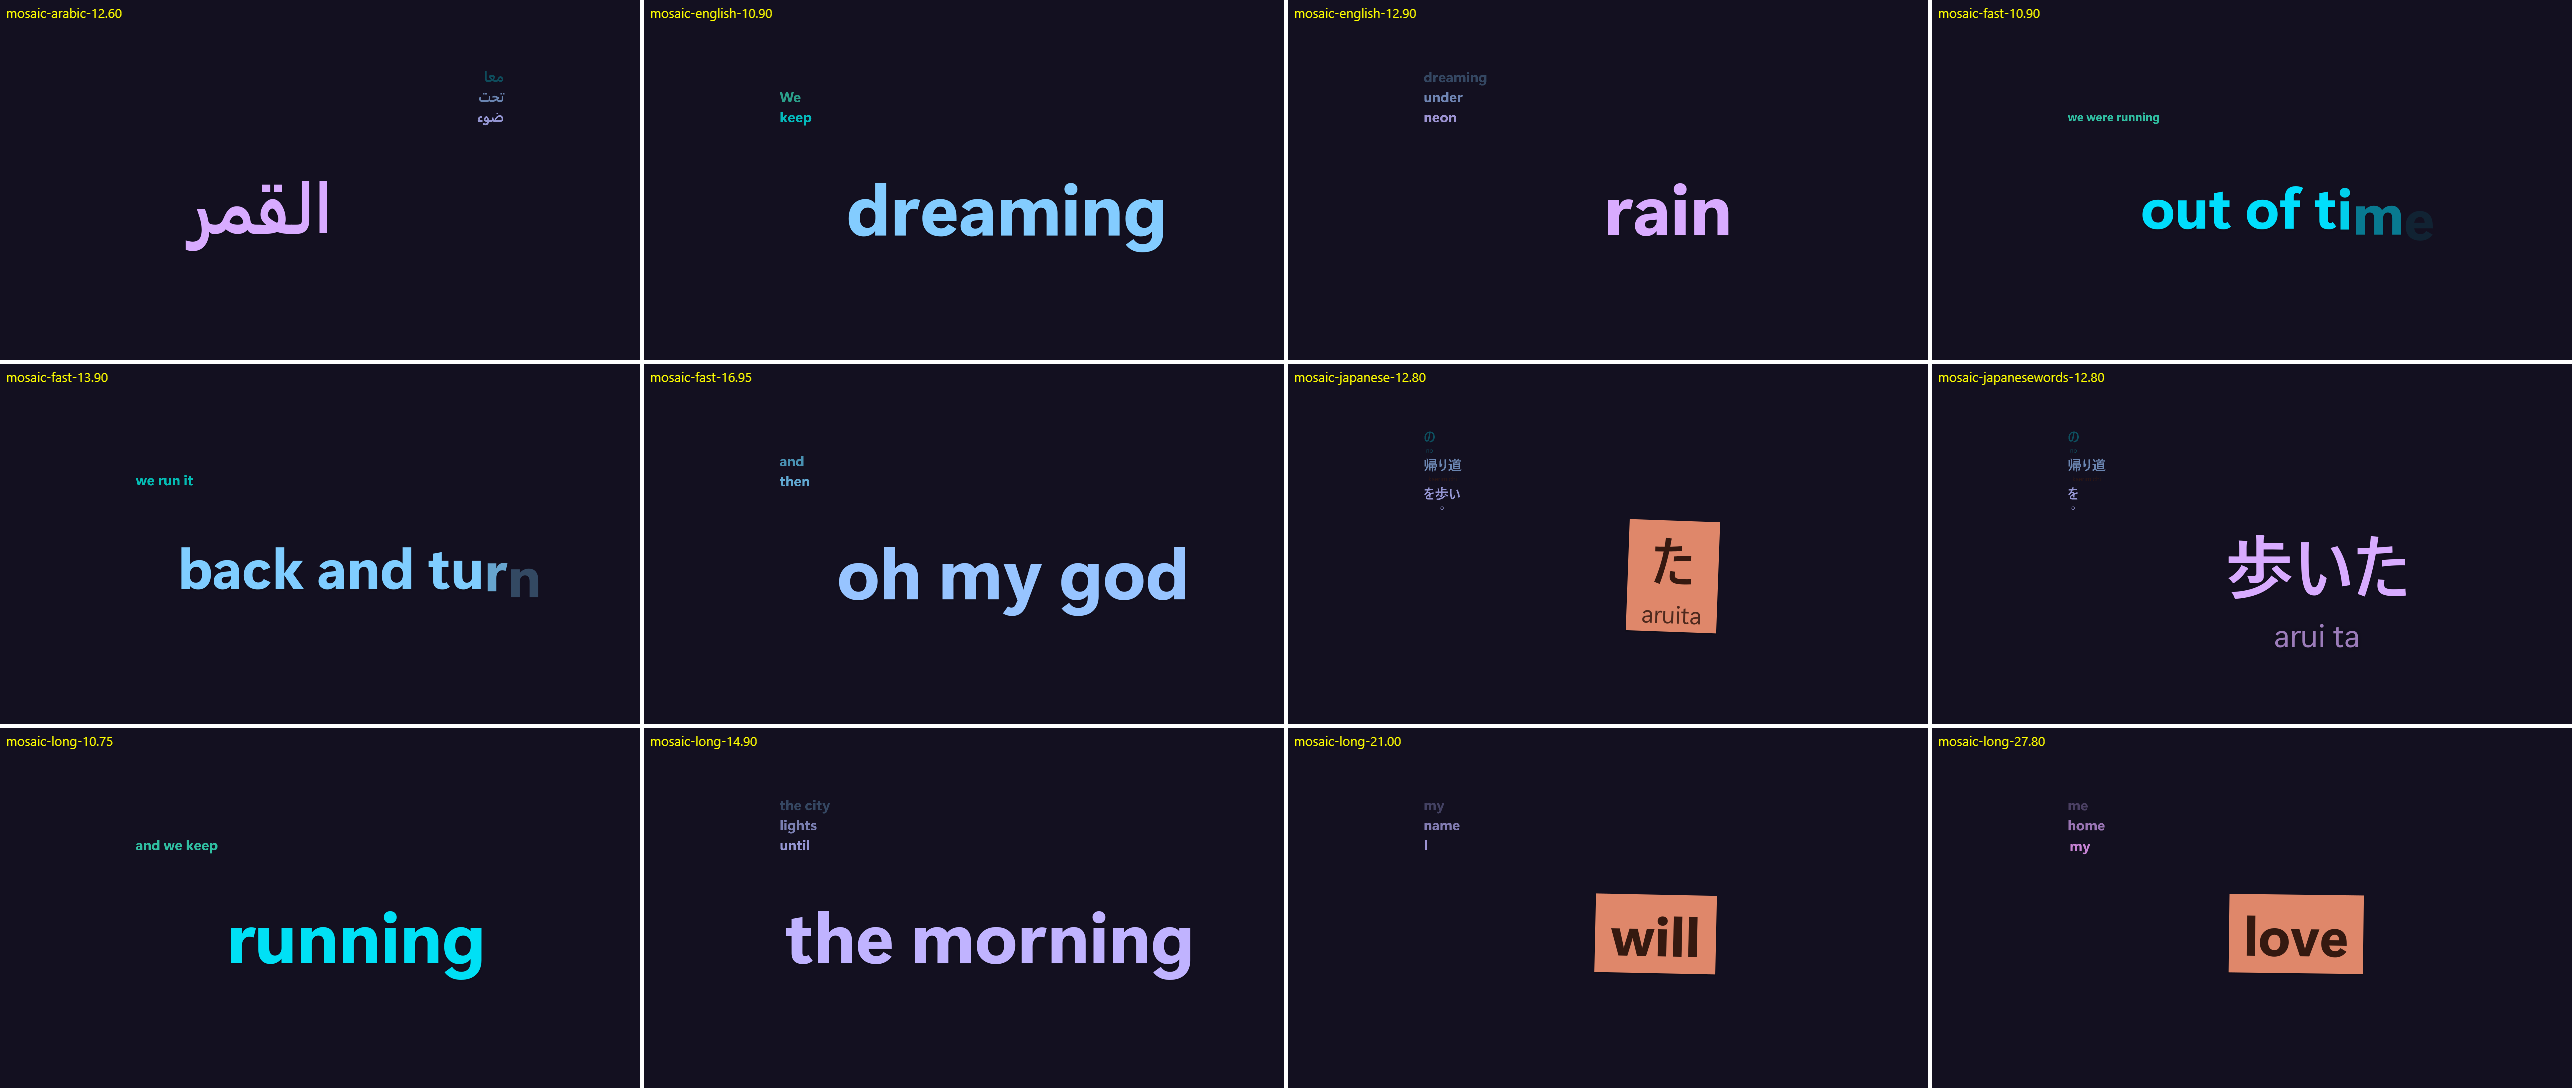 mosaic-arabic-12.60
معا
تحت
ضوء
القمر
mosaic-english-10.90
We
keep
dreaming
mosaic-english-12.90
dreaming
under
neon
rain
mosaic-fast-10.90
we were running
out of time
mosaic-fast-13.90
we run it
back and turn
mosaic-fast-16.95
and
then
oh my god
mosaic-japanese-12.80
の
帰り道
を歩い
た
aruita
mosaic-japanesewords-12.80
の
帰り道
を
歩いた
arui ta
mosaic-long-10.75
and we keep
running
mosaic-long-14.90
the city
lights
until
the morning
mosaic-long-21.00
my
name
I
will
mosaic-long-27.80
me
home
my
love